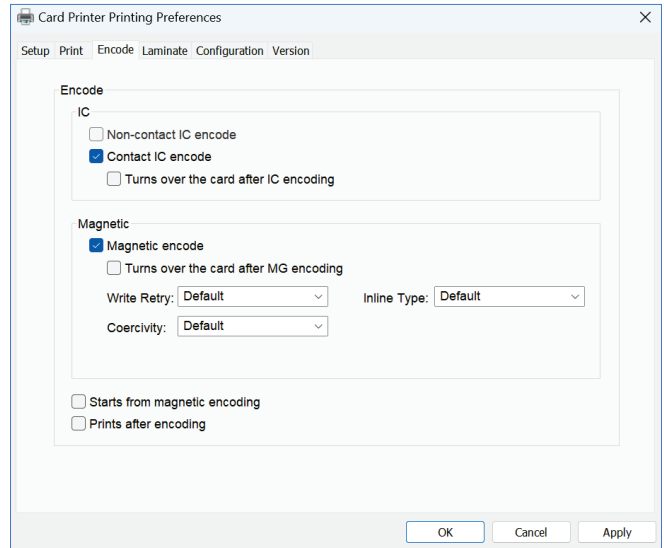 Card Printer Printing Preferences
Setup Print Encode Laminate Configuration Version
Encode
IC
Non-contact IC encode
Contact IC encode
Turns over the card after IC encoding
Magnetic
Magnetic encode
Turns over the card after MG encoding
Write Retry: Default Inline Type: Default
Coercivity: Default
Starts from magnetic encoding
Prints after encoding
OK Cancel Apply